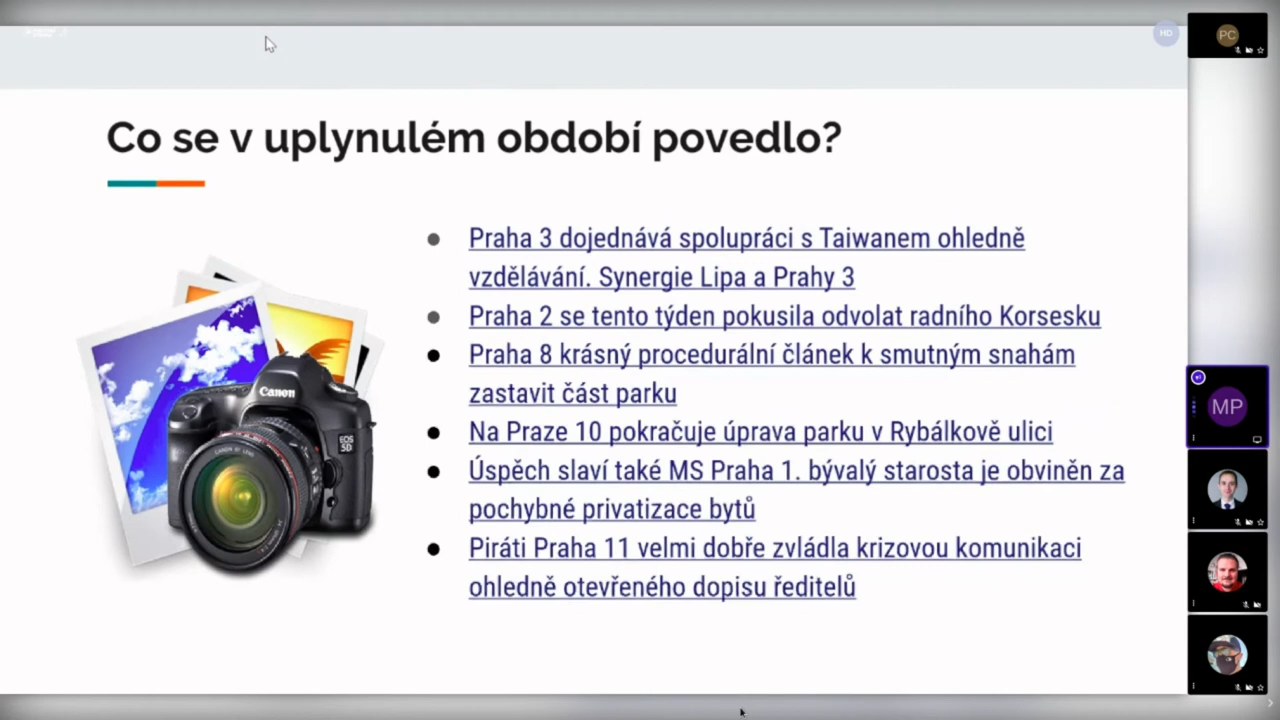 HD
PC
Co se v uplynulém období povedlo?
Praha 3 dojednává spolupráci s Taiwanem ohledně
vzdělávání. Synergie Lipa a Prahy 3
Praha 2 se tento týden pokusila odvolat radního Korsesku
Praha 8 krásný procedurální článek k smutným snahám
zastavit část parku
Na Praze 10 pokračuje úprava parku v Rybálkově ulici
Úspěch slaví také MS Praha 1. bývalý starosta je obviněn za
pochybné privatizace bytů
Piráti Praha 11 velmi dobře zvládla krizovou komunikaci
ohledně otevřeného dopisu ředitelů
Canon
EOS
5D
MP